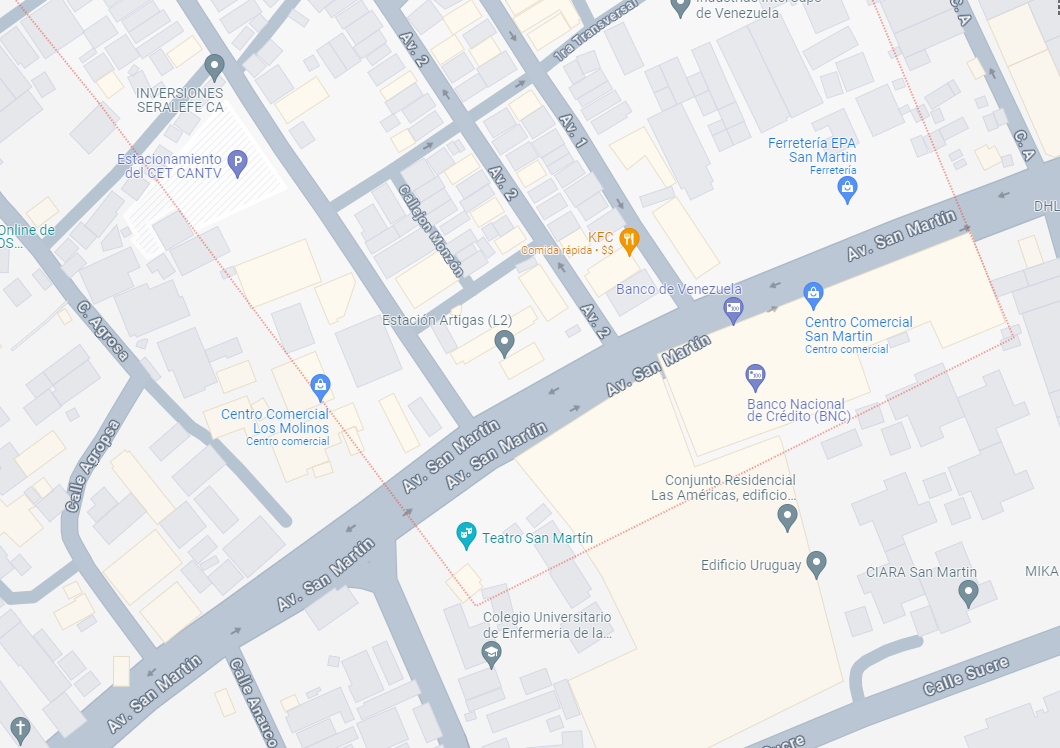 Industrias Intercapo
de Venezuela
C. A
Av. 2
1ra Transversal
INVERSIONES
SERALEFE CA
Av. 1
C. A
Ferretería EPA
San Martin
Ferretería
Estacionamiento
del CET CANTV
P
Av. 2
Callejon Monzón
DHL
Online de
OS...
Av. San Martín
KFC
Comida rápida • $$
Banco de Venezuela
C. Agrosa
Estación Artigas (L2)
Av. 2
Centro Comercial
San Martin
Centro comercial
Av. San Martín
Centro Comercial
Los Molinos
Centro comercial
Banco Nacional
de Crédito (BNC)
Av. San Martín
Av. San Martín
Calle Agropsa
Conjunto Residencial
Las Américas, edificio...
Teatro San Martín
Edificio Uruguay
CIARA San Martin
MIKA
Av. San Martín
Colegio Universitario
de Enfermeria de la...
Av. San Martín
Calle Anauco
Calle Sucre
Sucre